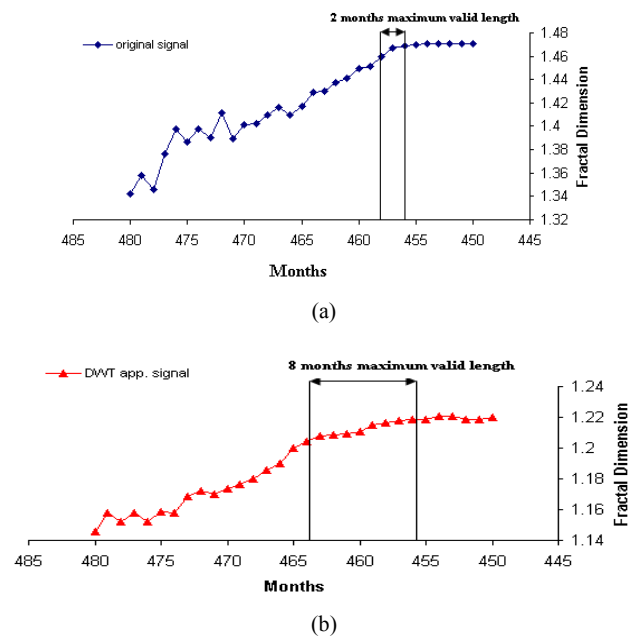 2 months maximum valid length
original signal
1.48
1.46
1.44
1.42
1.4
1.38
1.36
1.34
1.32
Fractal Dimension
485 480 475 470 465 460 455 450 445
Months
(a)
8 months maximum valid length
DWT app. signal
1.24
1.22
1.2
1.18
1.16
1.14
Fractal Dimension
485 480 475 470 465 460 455 450 445
Months
(b)